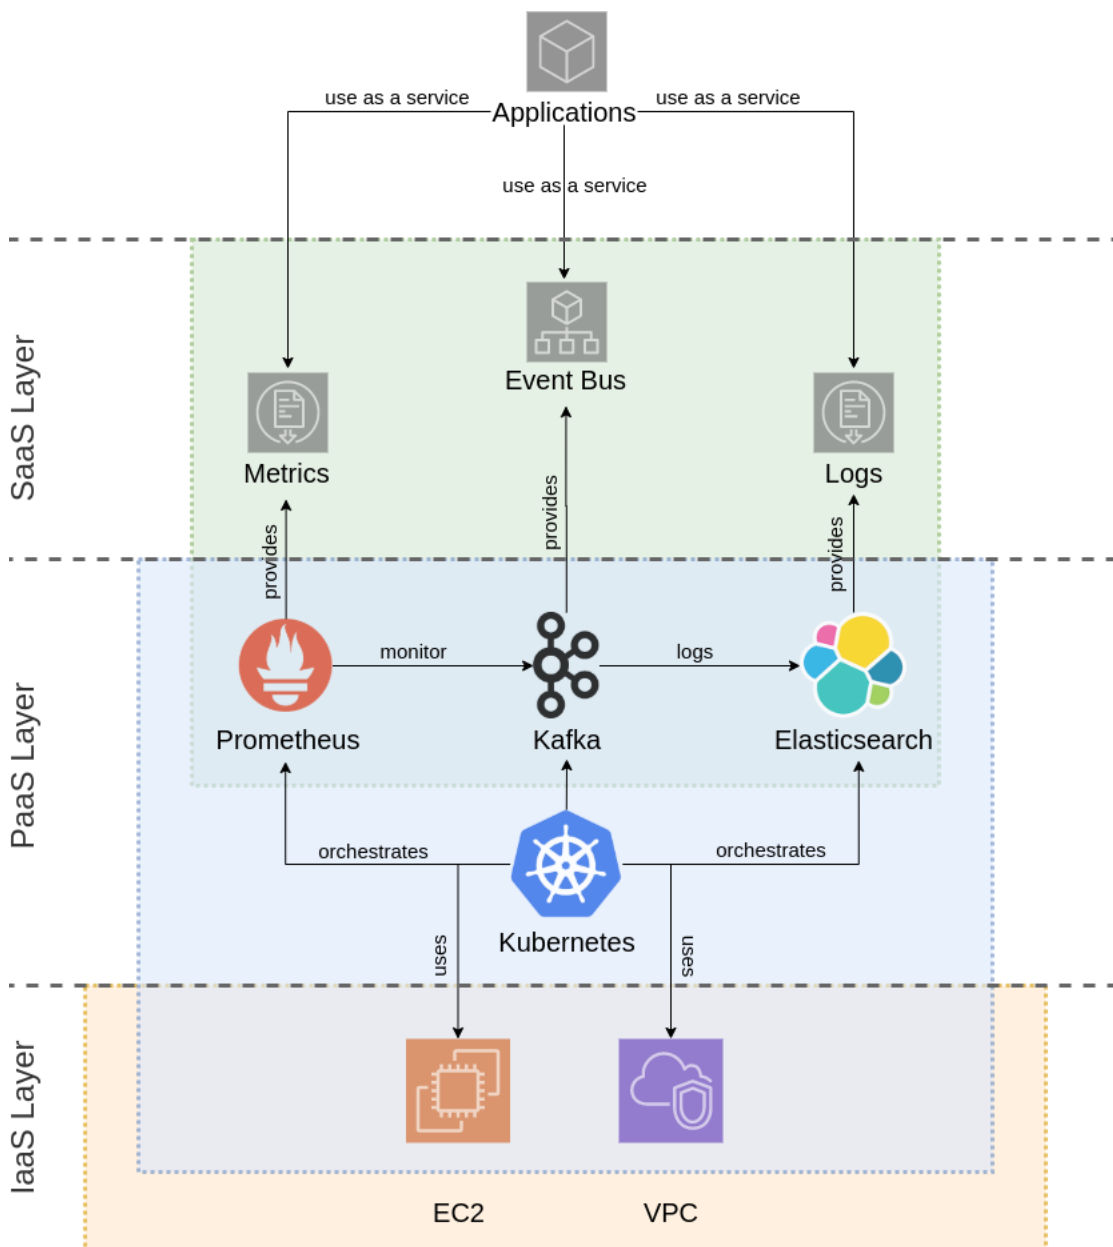 use as a service
use as a service
Applications
use as a service
SaaS Layer
Event Bus
Metrics
Logs
provides
provides
provides
PaaS Layer
monitor
logs
Prometheus
Kafka
Elasticsearch
orchestrates
orchestrates
Kubernetes
uses
uses
IaaS Layer
EC2
VPC